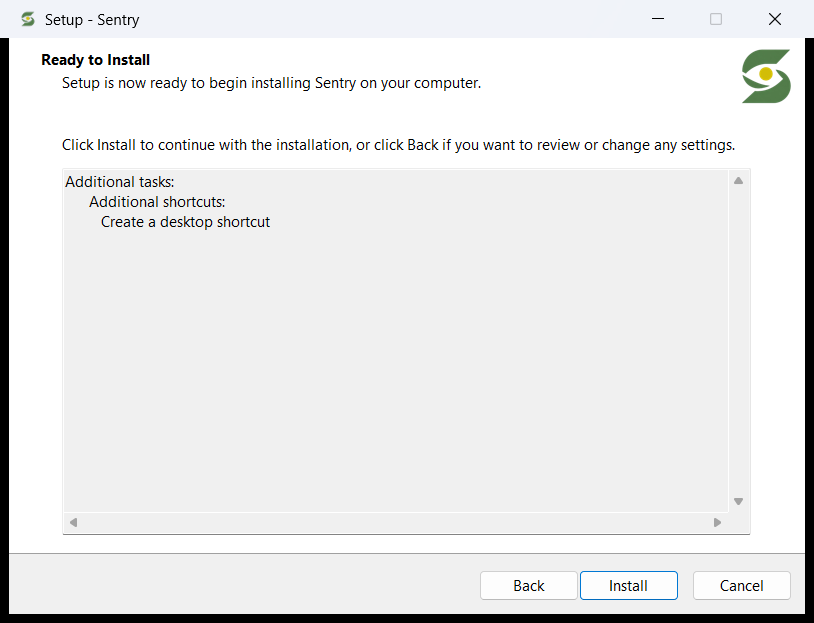 Setup - Sentry
Ready to Install
Setup is now ready to begin installing Sentry on your computer.
Click Install to continue with the installation, or click Back if you want to review or change any settings.
Additional tasks:
Additional shortcuts:
Create a desktop shortcut
Back
Install
Cancel